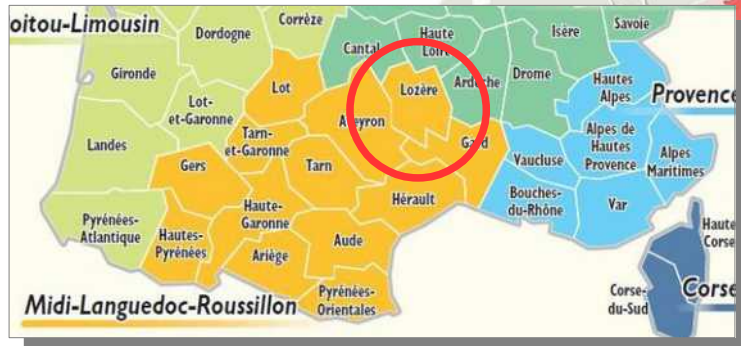 oitou-Limousin
Corrèze
Dordogne
Cantal
Haute
Loire
Isère
Savoie
Gironde
Lot
Lozère
Ardèche
Drome
Hautes
Alpes
Provence
Lot-
et-Garonne
Aveyron
Landes
Tarn-
et-Garonne
Gard
Alpes de
Hautes
Provence
Alpes
Maritimes
Gers
Tarn
Vaucluse
Hérault
Bouches-
du-Rhône
Var
Pyrénées-
Atlantique
Hautes-
Pyrénées
Haute-
Garonne
Ariège
Aude
Haute
Corse
Midi-Languedoc-Roussillon
Pyrénées-
Orientales
Corse-
du-Sud
Corse